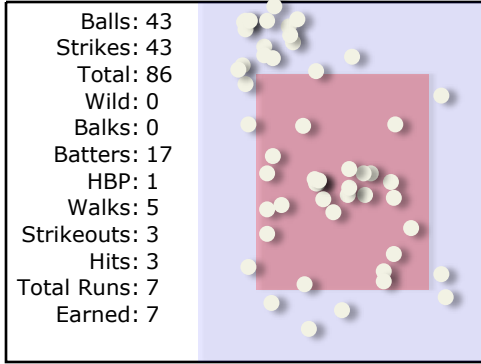 Balls: 43
Strikes: 43
Total: 86
Wild: 0
Balks: 0
Batters: 17
HBP: 1
Walks: 5
Strikeouts: 3
Hits: 3
Total Runs: 7
Earned: 7